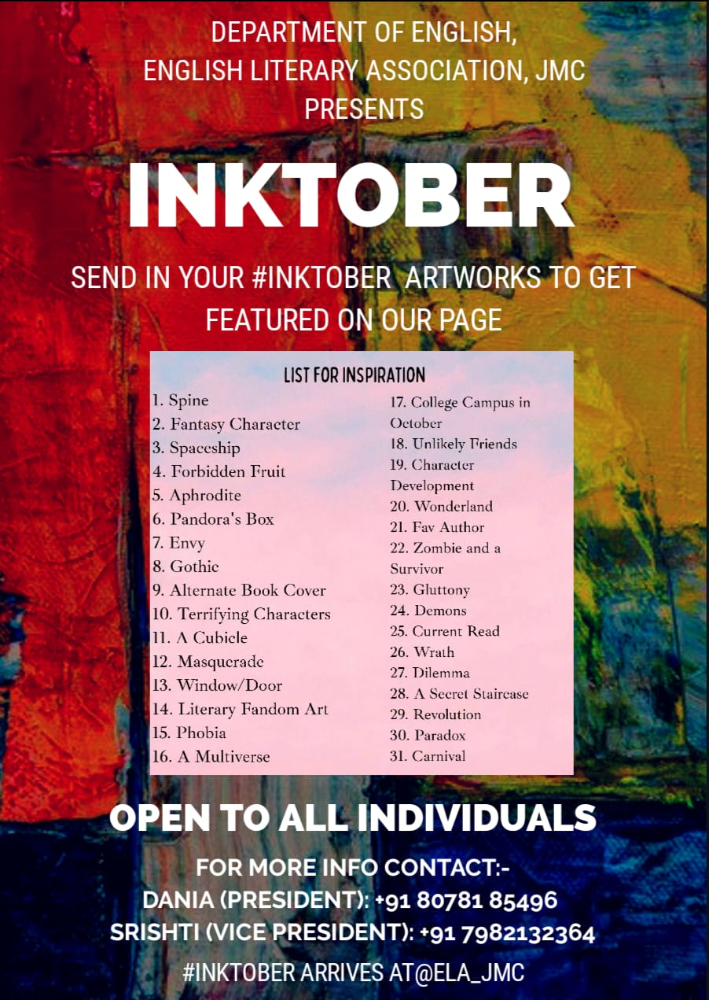 DEPARTMENT OF ENGLISH,
ENGLISH LITERARY ASSOCIATION, JMC
PRESENTS
INKTOBER
SEND IN YOUR #INKTOBER ARTWORKS TO GET
FEATURED ON OUR PAGE
LIST FOR INSPIRATION
1. Spine
2. Fantasy Character
3. Spaceship
4. Forbidden Fruit
5. Aphrodite
6. Pandora's Box
7. Envy
8. Gothic
9. Alternate Book Cover
10. Terrifying Characters
11. A Cubicle
12. Masquerade
13. Window/Door
14. Literary Fandom Art
15. Phobia
16. A Multiverse
17. College Campus in
October
18. Unlikely Friends
19. Character
Development
20. Wonderland
21. Fav Author
22. Zombie and a
Survivor
23. Gluttony
24. Demons
25. Current Read
26. Wrath
27. Dilemma
28. A Secret Staircase
29. Revolution
30. Paradox
31. Carnival
OPEN TO ALL INDIVIDUALS
FOR MORE INFO CONTACT:-
DANIA (PRESIDENT): +91 80781 85496
SRISHTI (VICE PRESIDENT): +91 7982132364
#INKTOBER ARRIVES AT@ELA_JMC